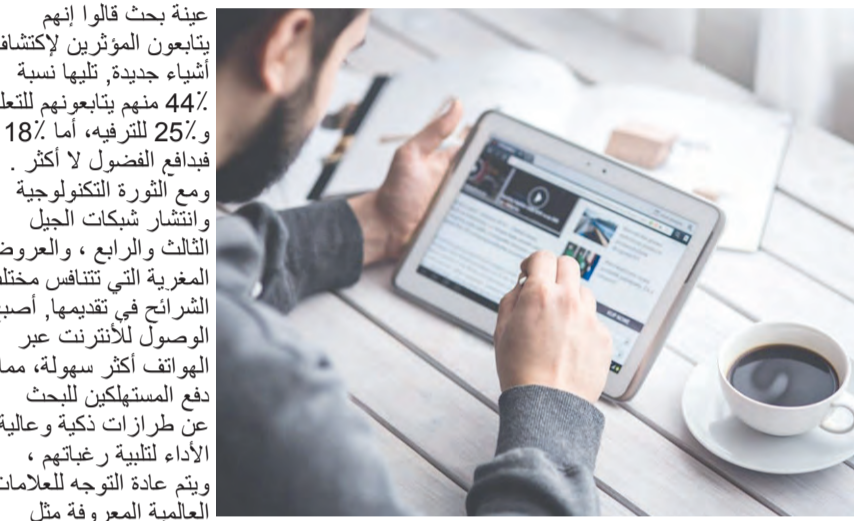 عينة بحث قالوا إنهم
يتابعون المؤثرين لإكتشاف
أشياء جديدة, تليها نسبة
44٪ منهم يتابعونهم للتعل
و25٪ للترفيه، أما 18٪
فبدافع الفضول لا أكثر .
ومع الثورة التكنولوجية
وانتشار شبكات الجيل
الثالث والرابع ، والعروض
المغرية التي تتنافس مختلف
الشرائح في تقديمها, أصبح
الوصول للأنترنت عبر
الهواتف أكثر سهولة، مما
دفع المستهلكين للبحث
عن طرازات ذكية وعالية
الأداء لتلبية رغباتهم ،
ويتم عادة التوجه للعلامات
العالمية المعروفة مثل